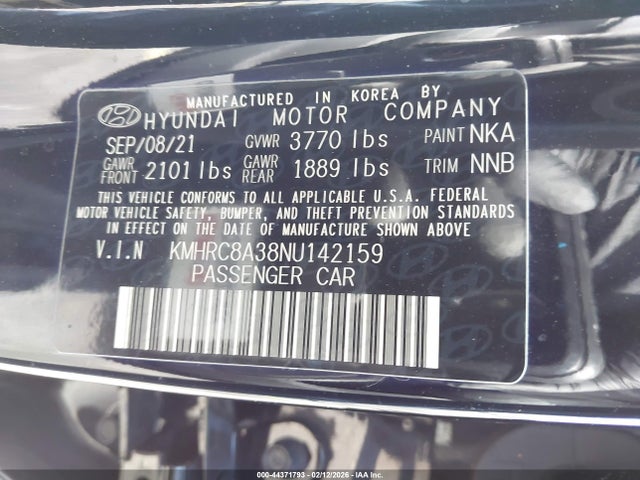 MANUFACTURED IN KOREA BY
HYUNDAI MOTOR COMPANY
SEP/08/21 GVWR 3770 lbs PAINT NKA
GAWR FRONT 2101 lbs GAWR REAR 1889 lbs TRIM NNB
THIS VEHICLE CONFORMS TO ALL APPLICABLE U.S.A. FEDERAL
MOTOR VEHICLE SAFETY, BUMPER, AND THEFT PREVENTION STANDARDS
IN EFFECT ON THE DATE OF MANUFACTURE SHOWN ABOVE
V.I.N KMHRC8A38NU142159
PASSENGER CAR
000-44371793 - 02/12/2026 - IAA Inc.